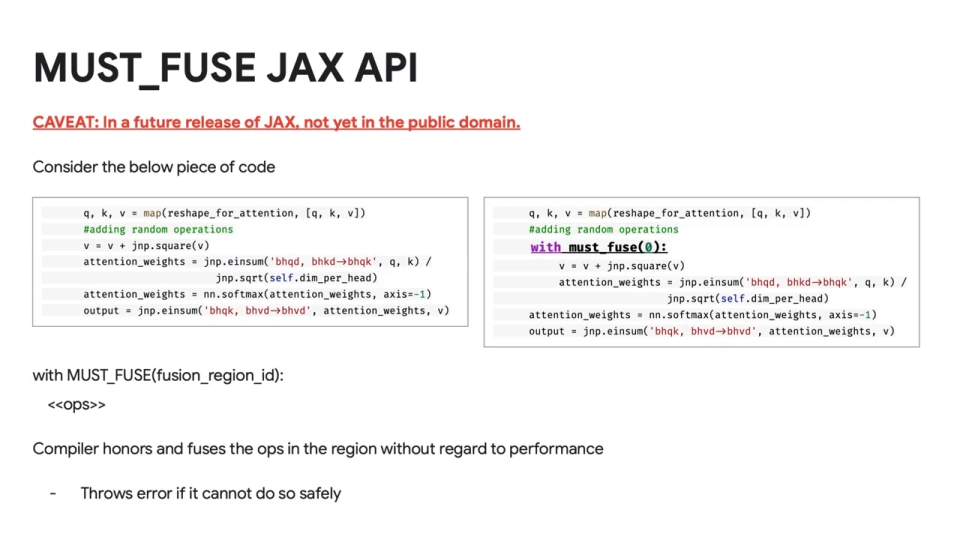 MUST_FUSE JAX API
CAVEAT: In a future release of JAX, not yet in the public domain.
Consider the below piece of code
q, k, v = map(reshape_for_attention, [q, k, v])
#adding random operations
v = v + jnp.square(v)
attention_weights = jnp.einsum('bhqd, bhkd→bhqk', q, k) /
jnp.sqrt(self.dim_per_head)
attention_weights = nn.softmax(attention_weights, axis=-1)
output = jnp.einsum('bhqk, bhvd→bhvd', attention_weights, v)
q, k, v = map(reshape_for_attention, [q, k, v])
#adding random operations
with must_fuse(0):
v = v + jnp.square(v)
attention_weights = jnp.einsum('bhqd, bhkd→bhqk', q, k) /
jnp.sqrt(self.dim_per_head)
attention_weights = nn.softmax(attention_weights, axis=-1)
output = jnp.einsum('bhqk, bhvd→bhvd', attention_weights, v)
with MUST_FUSE(fusion_region_id):
<<ops>>
Compiler honors and fuses the ops in the region without regard to performance
- Throws error if it cannot do so safely